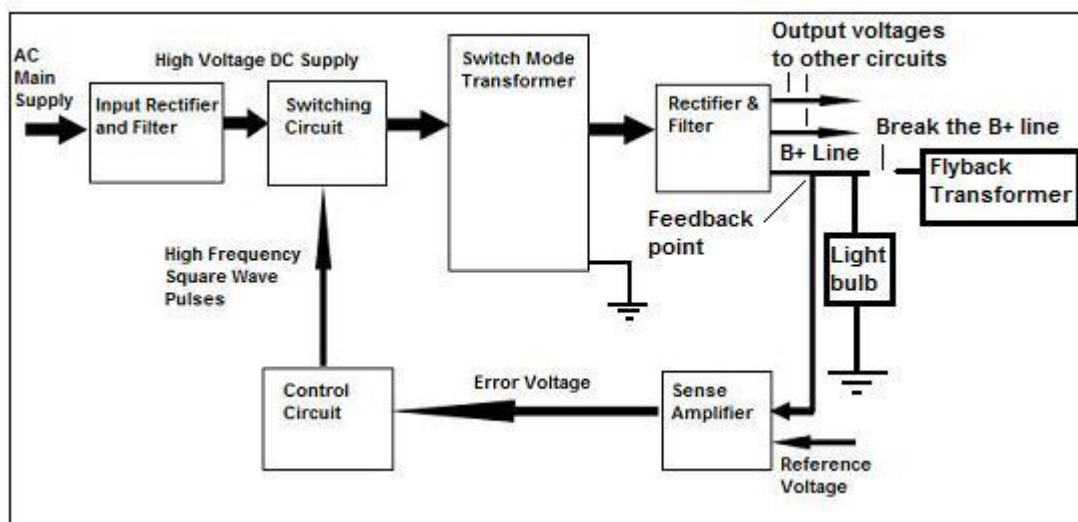 AC
Main
Supply
High Voltage DC Supply
Input Rectifier
and Filter
Switching
Circuit
Switch Mode
Transformer
Rectifier &
Filter
Output voltages
to other circuits
B+ Line
Break the B+ line
Flyback
Transformer
Feedback
point
Light
bulb
High Frequency
Square Wave
Pulses
Control
Circuit
Error Voltage
Sense
Amplifier
Reference
Voltage